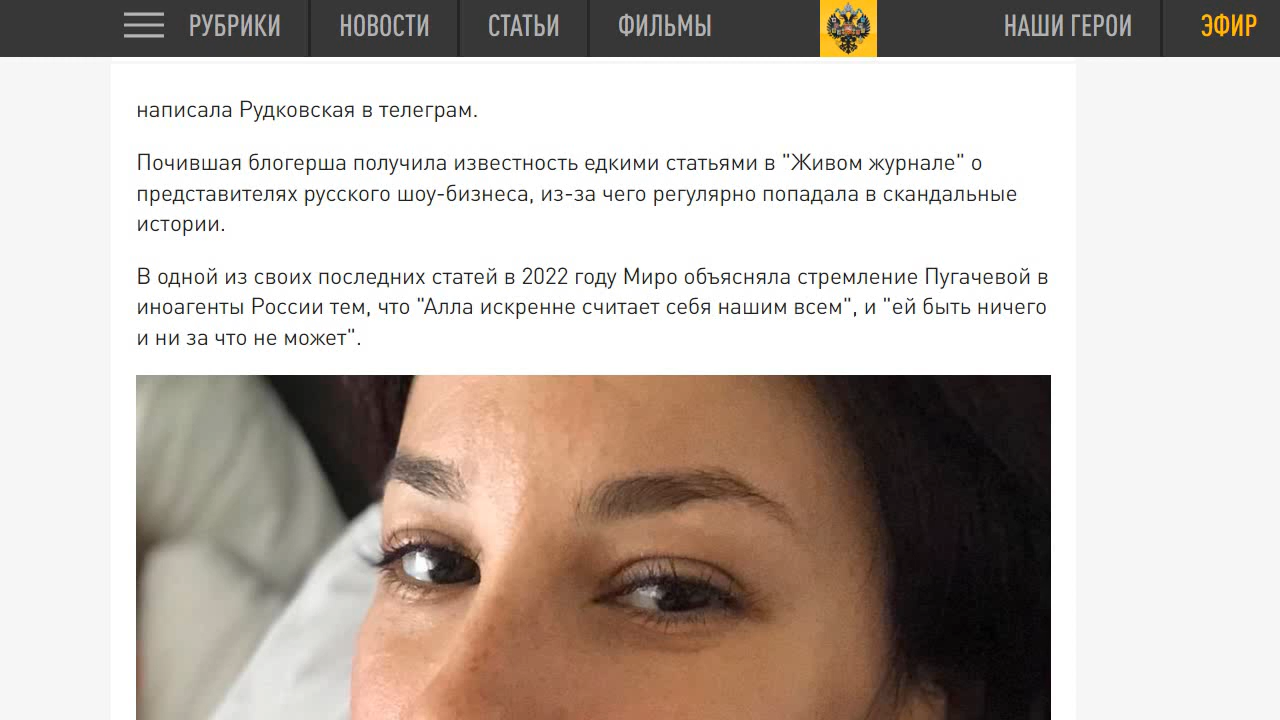 РУБРИКИ НОВОСТИ СТАТЬИ ФИЛЬМЫ НАШИ ГЕРОИ ЭФИР
написала Рудковская в телеграм.
Почившая блогерша получила известность едкими статьями в "Живом журнале" о
представителях русского шоу-бизнеса, из-за чего регулярно попадала в скандальные
истории.
В одной из своих последних статей в 2022 году Миро объясняла стремление Пугачевой в
иноагенты России тем, что "Алла искренне считает себя нашим всем", и "ей быть ничего
и ни за что не может".